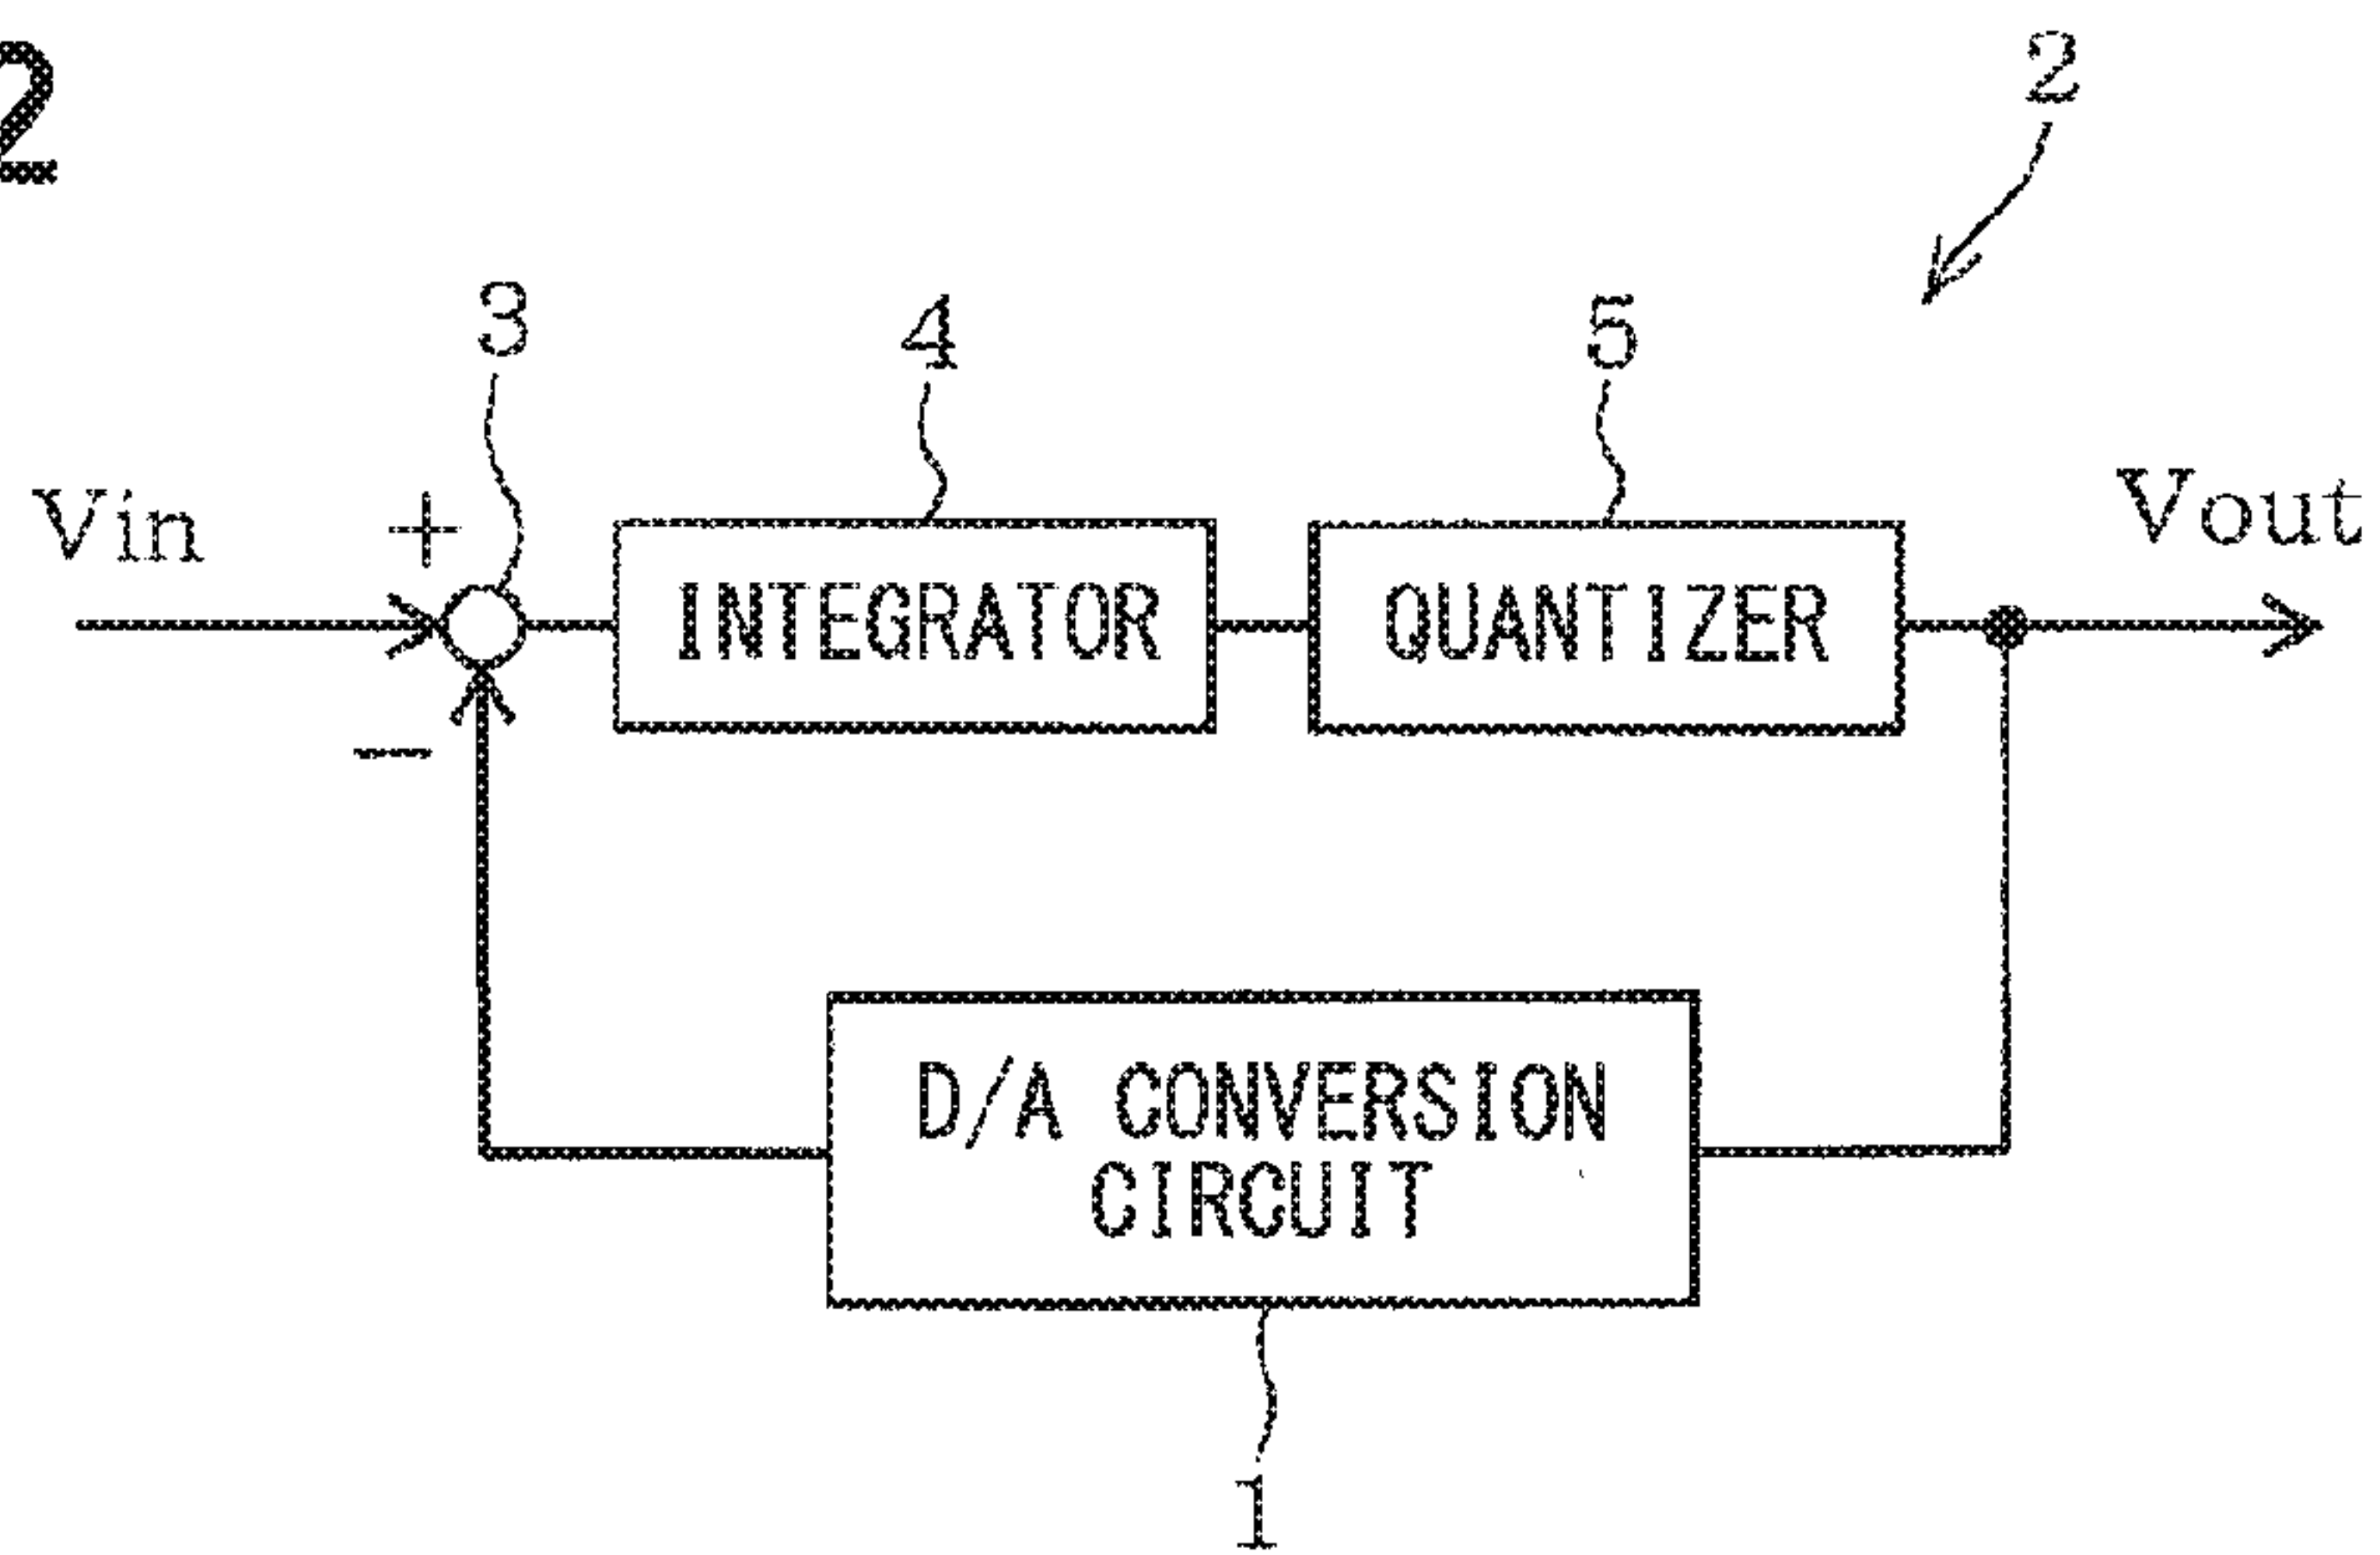 2
2
3
4
5
Vin
+
Vout
INTEGRATOR
QUANTIZER
−
D/A CONVERSION
CIRCUIT
1